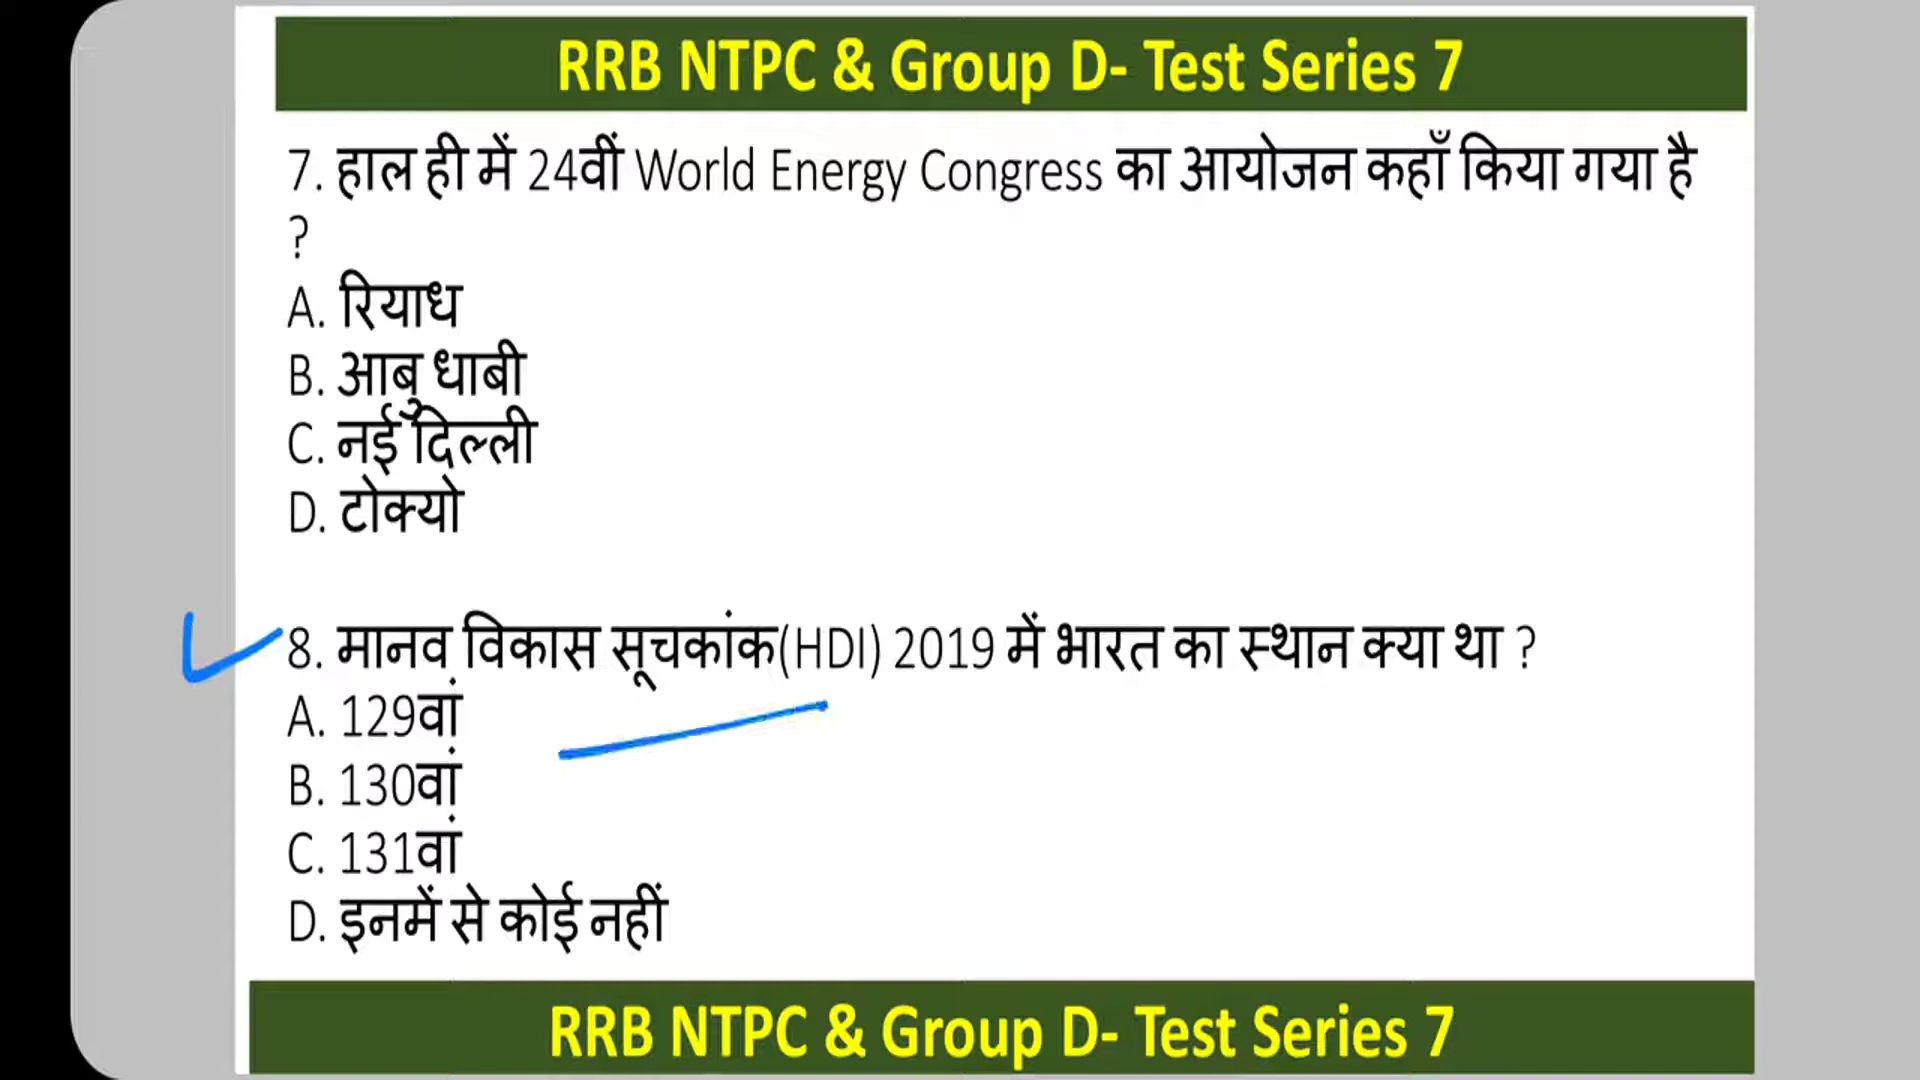 RRB NTPC & Group D- Test Series 7
7. हाल ही में 24वीं World Energy Congress का आयोजन कहाँ किया गया है
?
A. रियाध
B. आबु धाबी
C. नई दिल्ली
D. टोक्यो
8. मानव विकास सूचकांक(HDI) 2019 में भारत का स्थान क्या था ?
A. 129वां
B. 130वां
C. 131वां
D. इनमें से कोई नहीं
RRB NTPC & Group D- Test Series 7